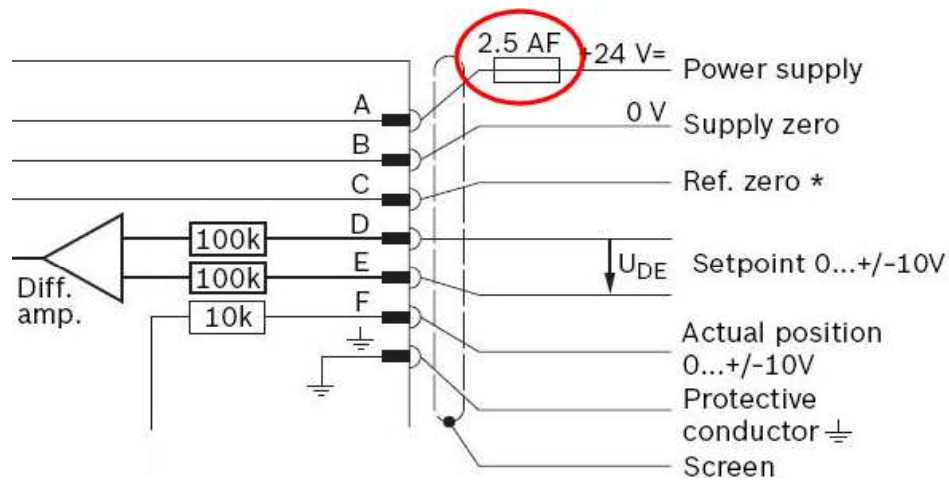 2.5 AF
+24 V=
Power supply
A
0 V
Supply zero
B
C
Ref. zero *
D
100k
E
100k
UDE
Setpoint 0...+/-10V
Diff.
amp.
F
10k
Actual position
0...+/-10V
Protective
conductor
Screen